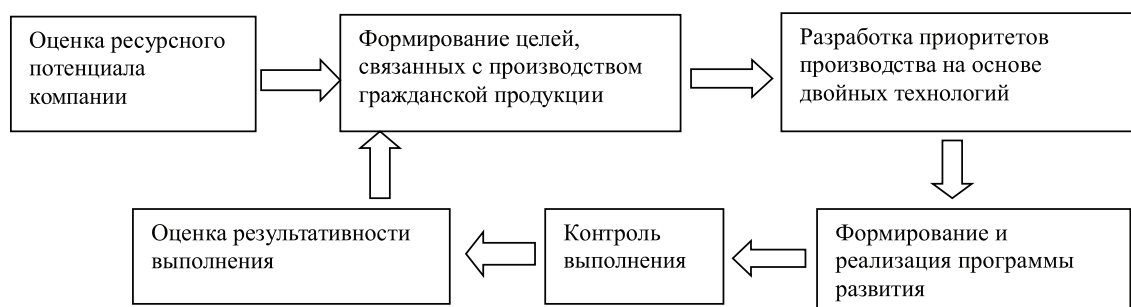 Оценка ресурсного
потенциала
компании
Формирование целей,
связанных с производством
гражданской продукции
Разработка приоритетов
производства на основе
двойных технологий
Формирование и
реализация программы
развития
Контроль
выполнения
Оценка результативности
выполнения